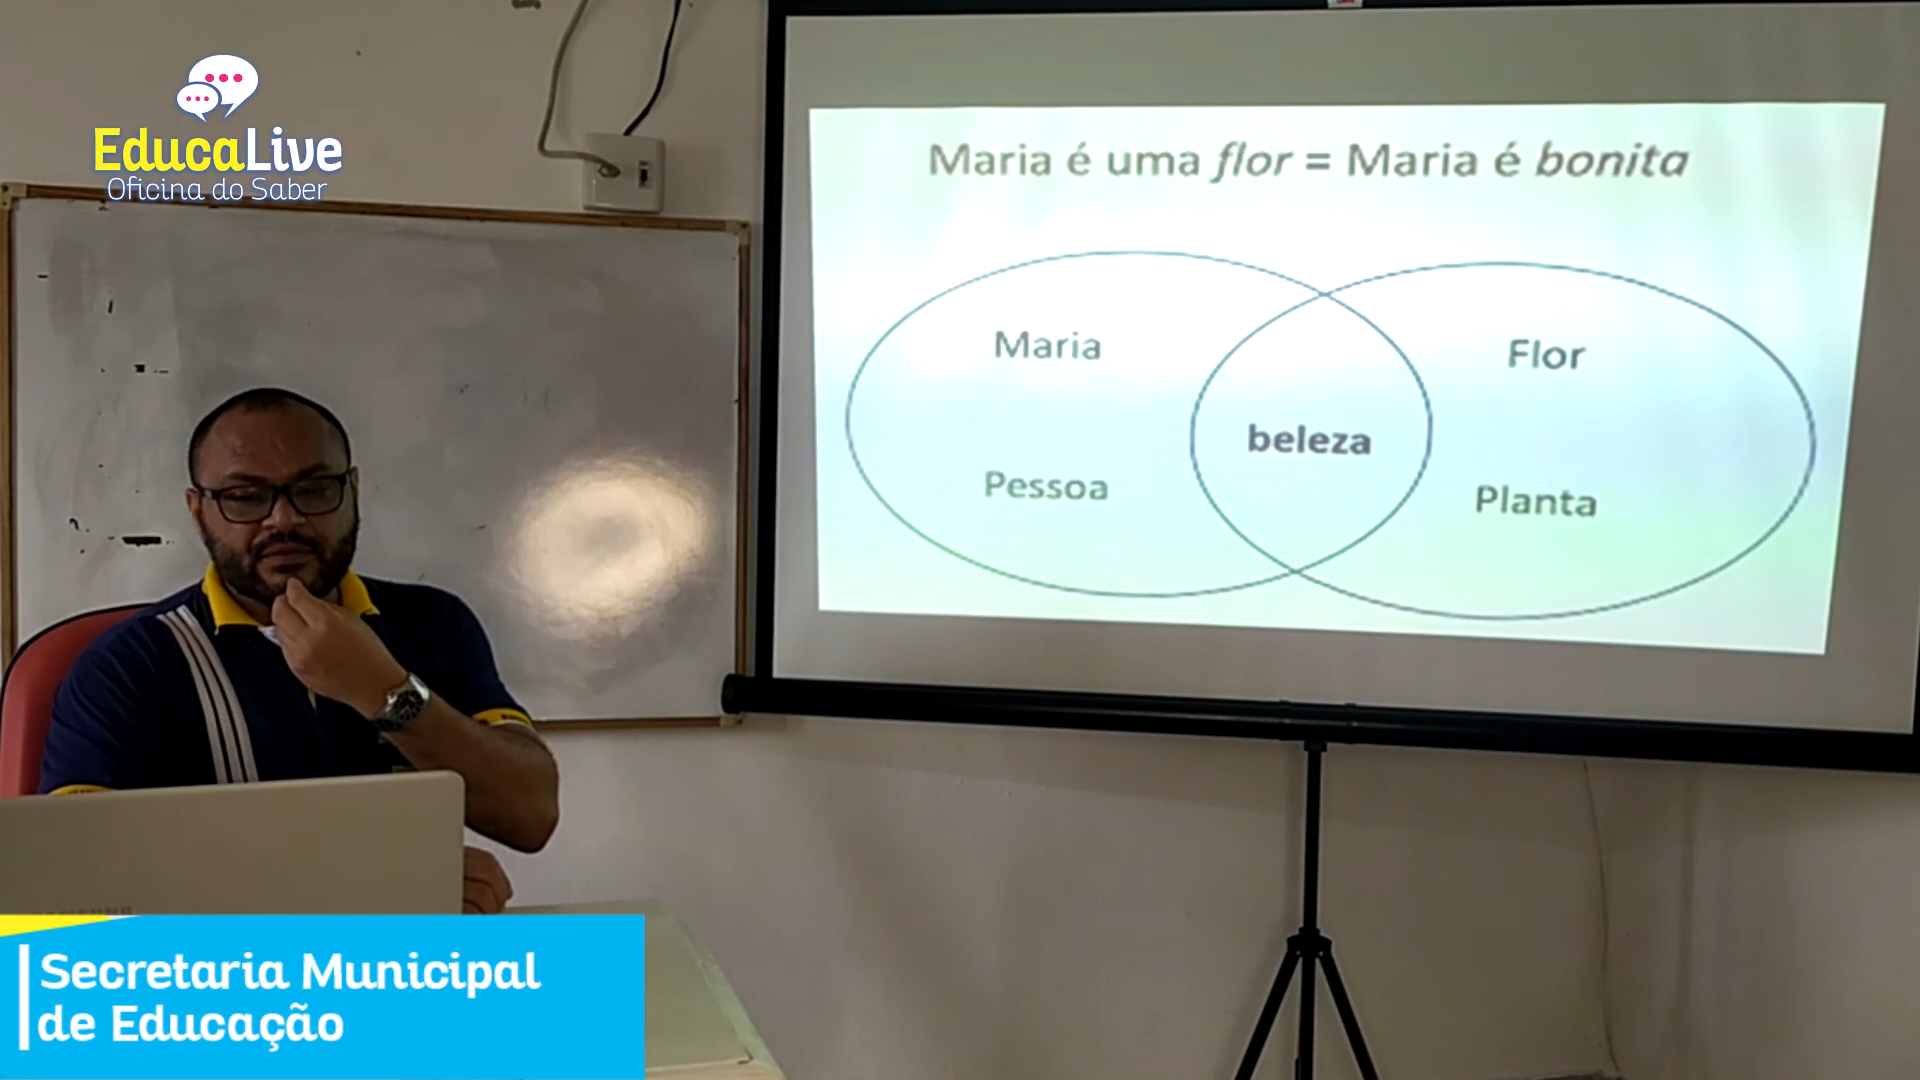 EducaLive
Oficina do Saber
Maria é uma flor = Maria é bonita
Maria
Flor
beleza
Pessoa
Planta
Secretaria Municipal
de Educação